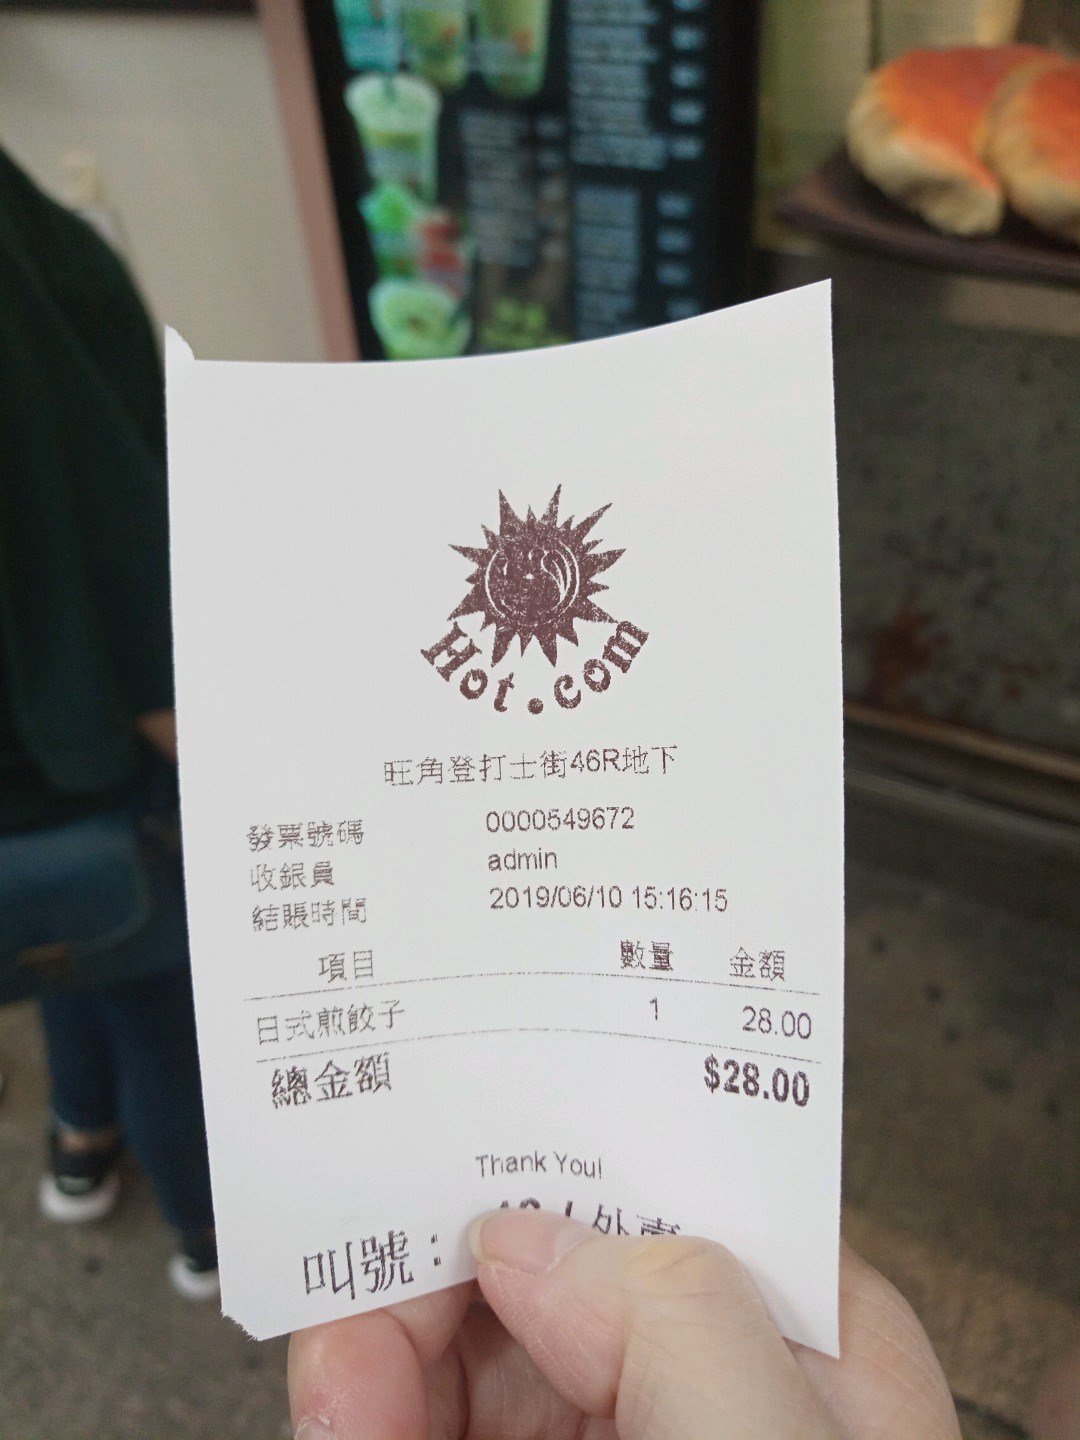 Hot.com
旺角登打士街46R地下
發票號碼 0000549672
收銀員 admin
結賬時間 2019/06/10 15:16:15
項目 數量 金額
日式煎餃子 1 28.00
總金額 $28.00
Thank You!
叫號：